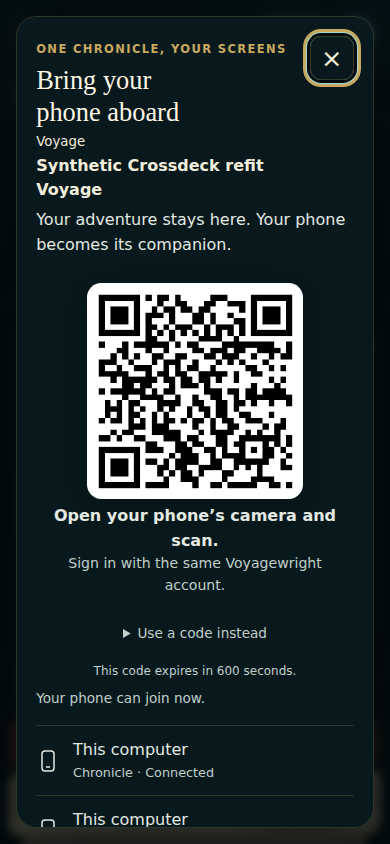 ONE CHRONICLE, YOUR SCREENS
Bring your
phone aboard
Voyage
Synthetic Crossdeck refit
Voyage
Your adventure stays here. Your phone
becomes its companion.
Open your phone’s camera and
scan.
Sign in with the same Voyagewright
account.
Use a code instead
This code expires in 600 seconds.
Your phone can join now.
This computer
Chronicle · Connected
This computer